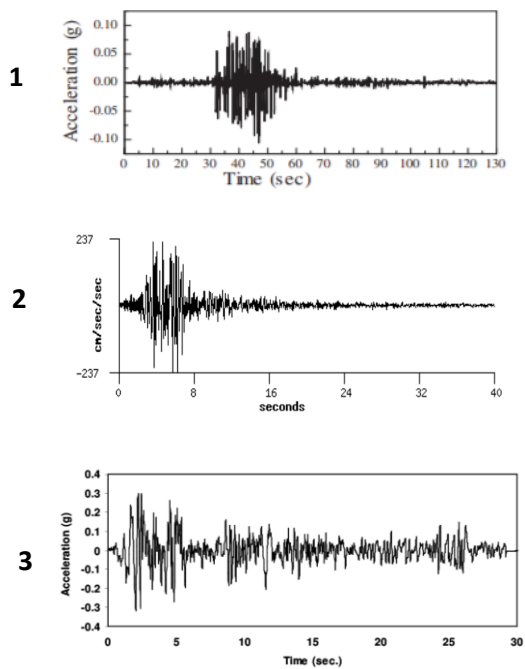 1
Acceleration (g)
0.10
0.05
0.00
-0.05
-0.10
0 10 20 30 40 50 60 70 80 90 100 110 120 130
Time (sec)
2
cm/sec/sec
237
-237
0 8 16 24 32 40
seconds
3
Acceleration (g)
0.4
0.3
0.2
0.1
0
-0.1
-0.2
-0.3
-0.4
0 5 10 15 20 25 30
Time (sec.)